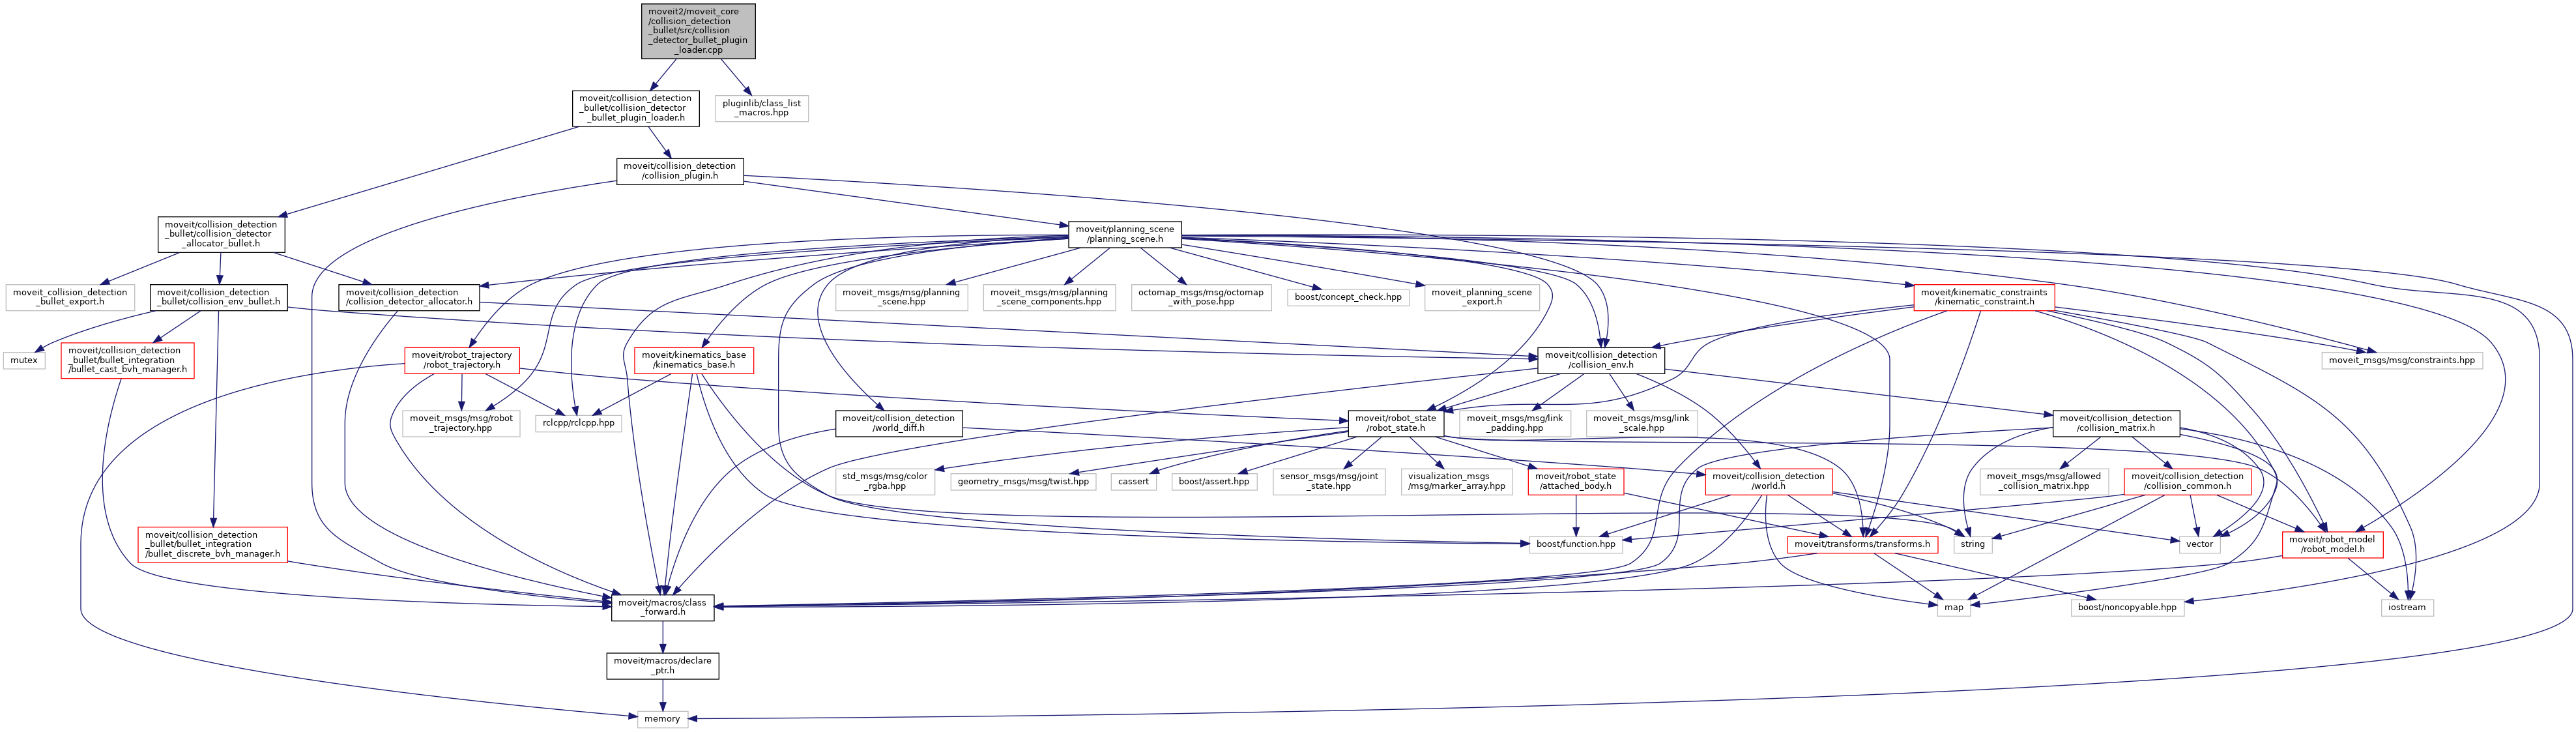 moveit2/moveit_core
/collision_detection
_bullet/src/collision
_detector_bullet_plugin
_loader.cpp
moveit/collision_detection
_bullet/collision_detector
_bullet_plugin_loader.h
pluginlib/class_list
_macros.hpp
moveit/collision_detection
/collision_plugin.h
moveit/collision_detection
_bullet/collision_detector
_allocator_bullet.h
moveit/planning_scene
/planning_scene.h
moveit_collision_detection
_bullet_export.h
moveit/collision_detection
_bullet/collision_env_bullet.h
moveit/collision_detection
/collision_detector_allocator.h
moveit_msgs/msg/planning
_scene.hpp
moveit_msgs/msg/planning
_scene_components.hpp
octomap_msgs/msg/octomap
_with_pose.hpp
boost/concept_check.hpp
moveit_planning_scene
_export.h
moveit/kinematic_constraints
/kinematic_constraint.h
mutex
moveit/collision_detection
_bullet/bullet_integration
/bullet_cast_bvh_manager.h
moveit/robot_trajectory
/robot_trajectory.h
moveit/kinematics_base
/kinematics_base.h
moveit/collision_detection
/collision_env.h
moveit_msgs/msg/constraints.hpp
moveit_msgs/msg/robot
_trajectory.hpp
rclcpp/rclcpp.hpp
moveit/collision_detection
/world_diff.h
moveit/robot_state
/robot_state.h
moveit_msgs/msg/link
_padding.hpp
moveit_msgs/msg/link
_scale.hpp
moveit/collision_detection
/collision_matrix.h
std_msgs/msg/color
_rgba.hpp
geometry_msgs/msg/twist.hpp
cassert
boost/assert.hpp
sensor_msgs/msg/joint
_state.hpp
visualization_msgs
/msg/marker_array.hpp
moveit/robot_state
/attached_body.h
moveit/collision_detection
/world.h
moveit_msgs/msg/allowed
_collision_matrix.hpp
moveit/collision_detection
/collision_common.h
moveit/collision_detection
_bullet/bullet_integration
/bullet_discrete_bvh_manager.h
boost/function.hpp
moveit/transforms/transforms.h
string
vector
moveit/robot_model
/robot_model.h
moveit/macros/class
_forward.h
map
boost/noncopyable.hpp
iostream
moveit/macros/declare
_ptr.h
memory